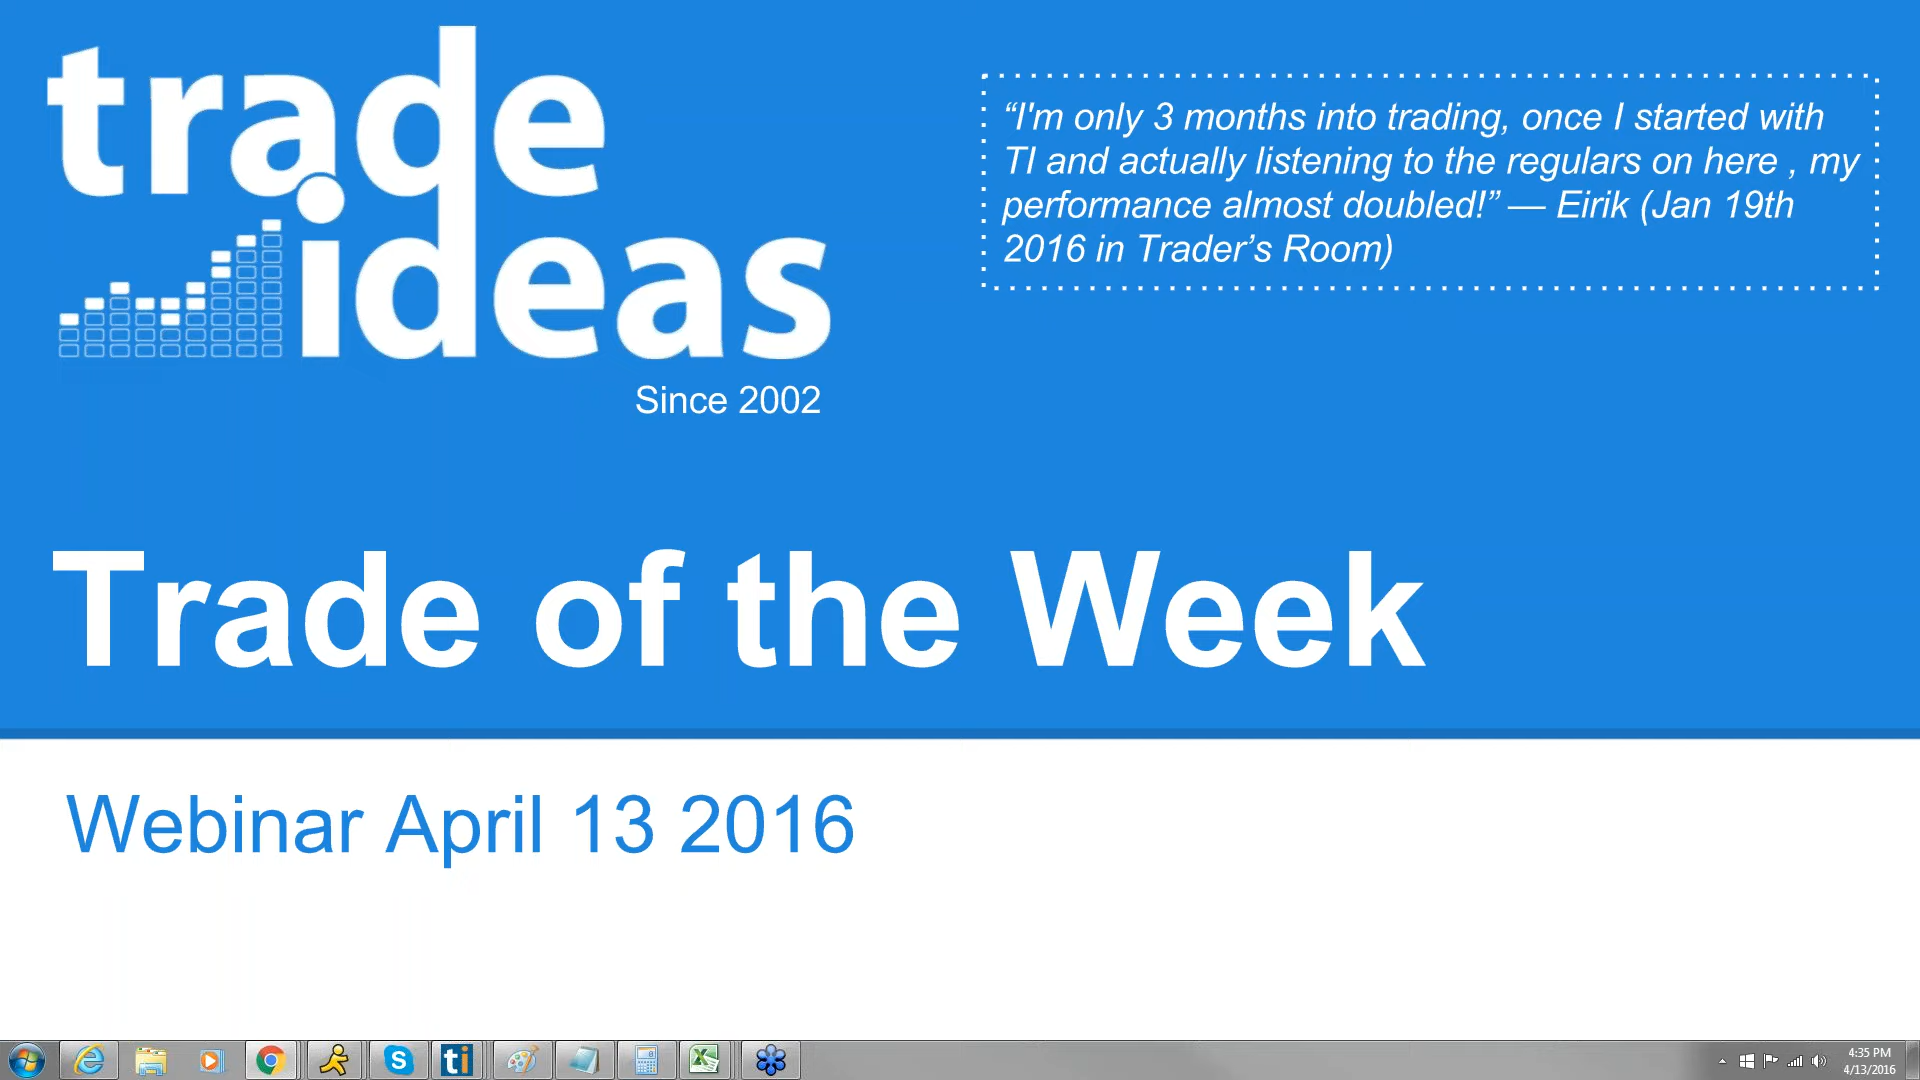 trade
ideas
Since 2002
“I'm only 3 months into trading, once I started with
TI and actually listening to the regulars on here , my
performance almost doubled!” — Eirik (Jan 19th
2016 in Trader’s Room)
Trade of the Week
Webinar April 13 2016
S
ti
4:35 PM
4/13/2016